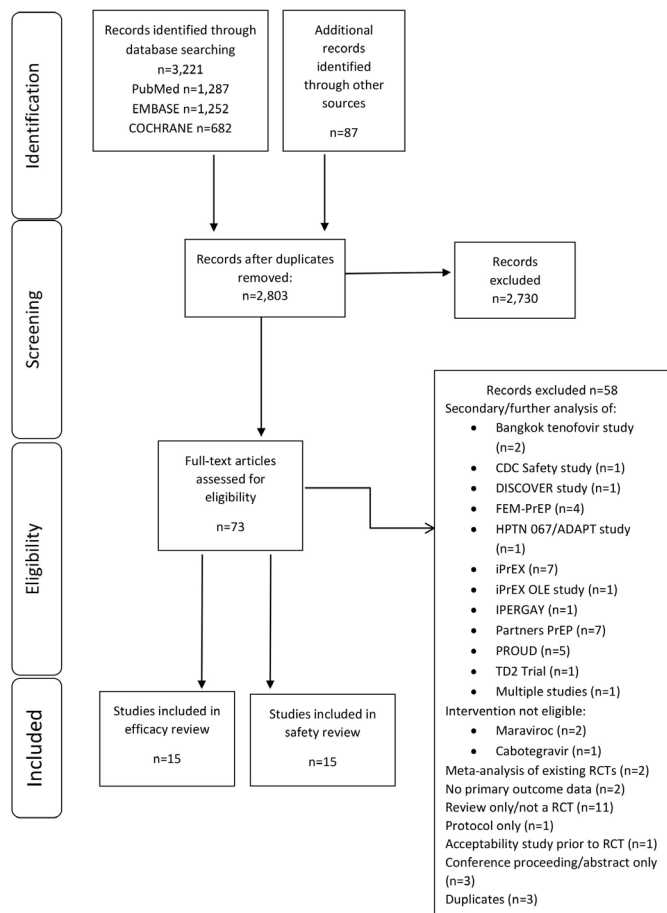 Identification
Records identified through
database searching
n=3,221
PubMed n=1,287
EMBASE n=1,252
COCHRANE n=682
Additional
records
identified
through other
sources
n=87
Screening
Records after duplicates
removed:
n=2,803
Records
excluded
n=2,730
Eligibility
Full-text articles
assessed for
eligibility
n=73
Records excluded n=58
Secondary/further analysis of:
• Bangkok tenofovir study
(n=2)
• CDC Safety study (n=1)
• DISCOVER study (n=1)
• FEM-PrEP (n=4)
• HPTN 067/ADAPT study
(n=1)
• iPrEX (n=7)
• iPrEX OLE study (n=1)
• IPERGAY (n=1)
• Partners PrEP (n=7)
• PROUD (n=5)
• TD2 Trial (n=1)
• Multiple studies (n=1)
Intervention not eligible:
• Maraviroc (n=2)
• Cabotegravir (n=1)
Meta-analysis of existing RCTs (n=2)
No primary outcome data (n=2)
Review only/not a RCT (n=11)
Protocol only (n=1)
Acceptability study prior to RCT (n=1)
Conference proceeding/abstract only
(n=3)
Duplicates (n=3)
Included
Studies included in
efficacy review
n=15
Studies included in
safety review
n=15